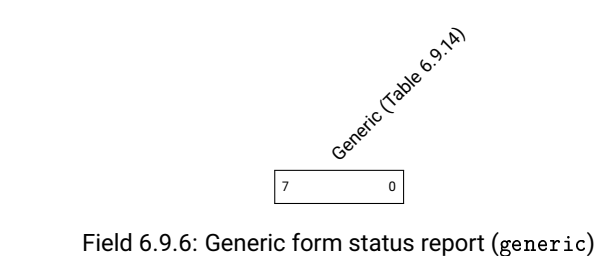 Generic (Table 6.9.14)
7 0
Field 6.9.6: Generic form status report (generic)